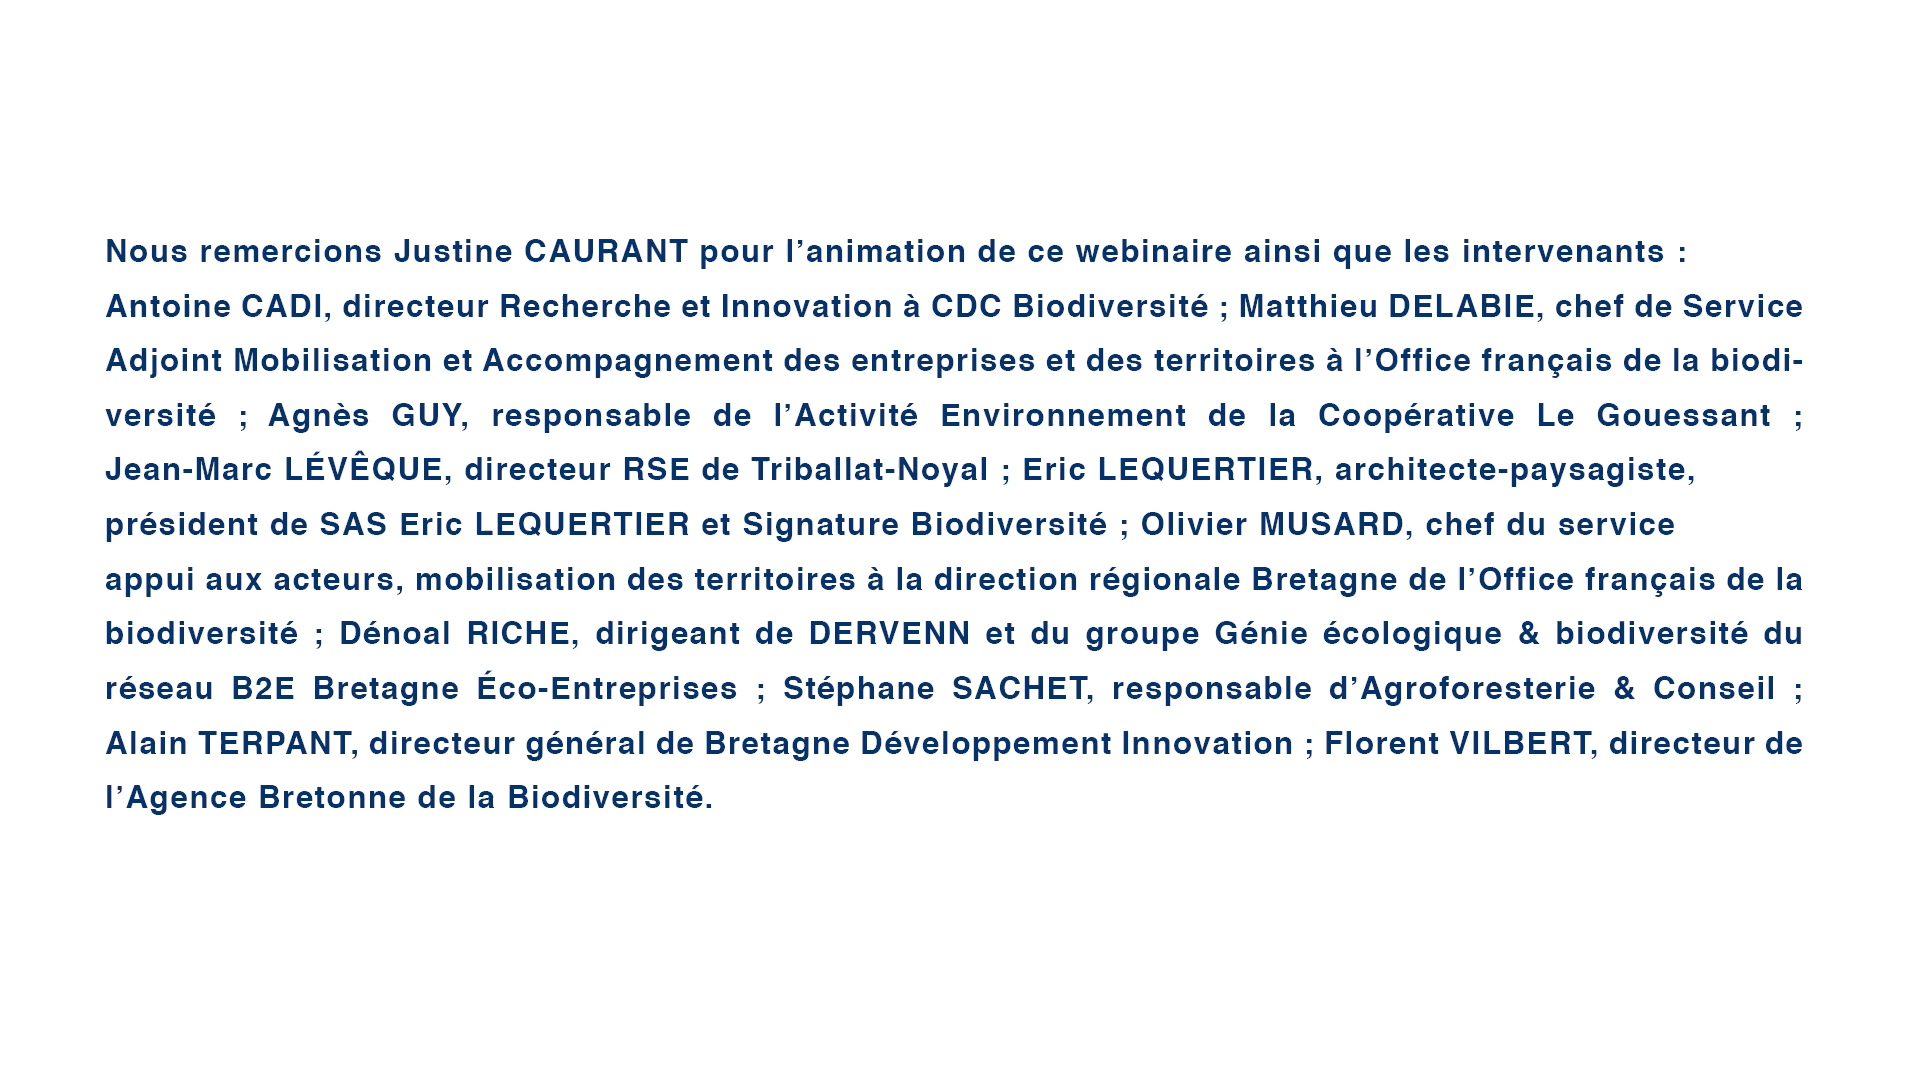 Nous remercions Justine CAURANT pour l’animation de ce webinaire ainsi que les intervenants :
Antoine CADI, directeur Recherche et Innovation à CDC Biodiversité ; Matthieu DELABIE, chef de Service
Adjoint Mobilisation et Accompagnement des entreprises et des territoires à l’Office français de la biodi-
versité ; Agnès GUY, responsable de l’Activité Environnement de la Coopérative Le Gouessant ;
Jean-Marc LÉVÊQUE, directeur RSE de Triballat-Noyal ; Eric LEQUERTIER, architecte-paysagiste,
président de SAS Eric LEQUERTIER et Signature Biodiversité ; Olivier MUSARD, chef du service
appui aux acteurs, mobilisation des territoires à la direction régionale Bretagne de l’Office français de la
biodiversité ; Dénoal RICHE, dirigeant de DERVENN et du groupe Génie écologique & biodiversité du
réseau B2E Bretagne Éco-Entreprises ; Stéphane SACHET, responsable d’Agroforesterie & Conseil ;
Alain TERPANT, directeur général de Bretagne Développement Innovation ; Florent VILBERT, directeur de
l’Agence Bretonne de la Biodiversité.